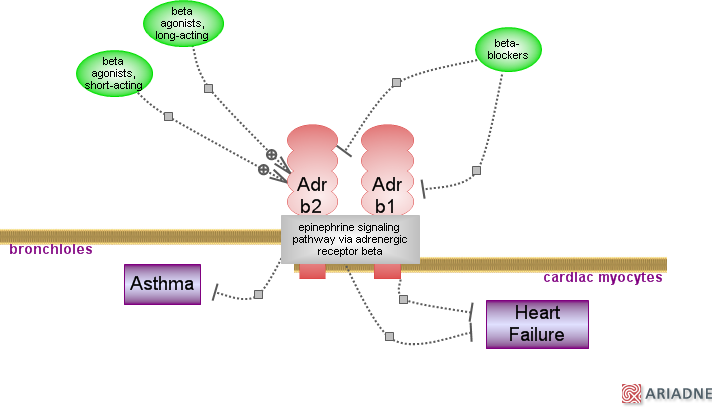 beta
agonists,
long-acting
beta
agonists,
short-acting
beta-
blockers
Adr
b2
Adr
b1
epinephrine signaling
pathway via adrenergic
receptor beta
bronchioles
cardiac myocytes
Asthma
Heart
Failure
ARIADNE